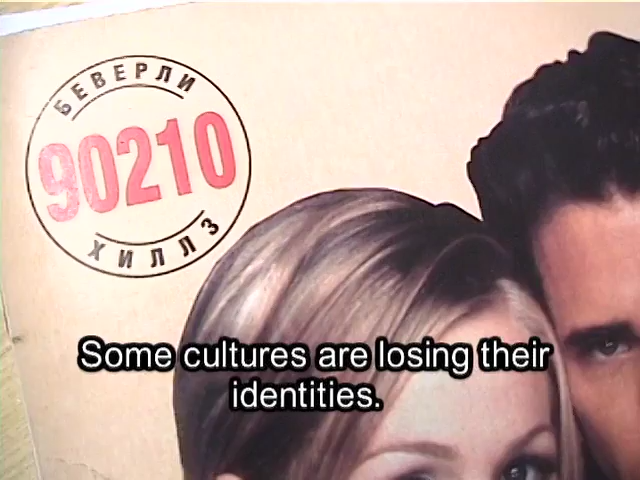 БЕВЕРЛИ
90210
ХИЛЛЗ
Some cultures are losing their
identities.